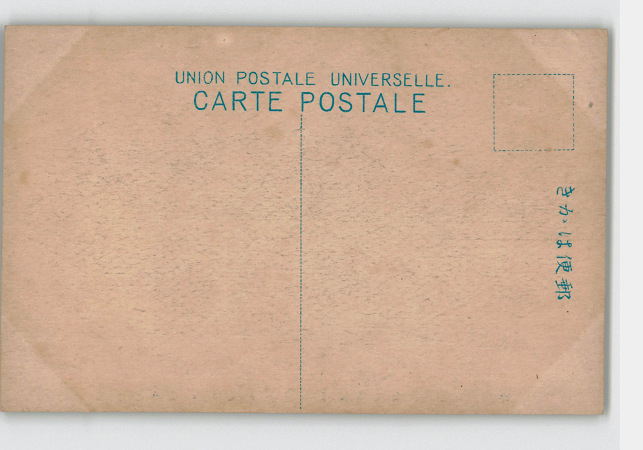 UNION POSTALE UNIVERSELLE.
CARTE POSTALE
きかは便郵